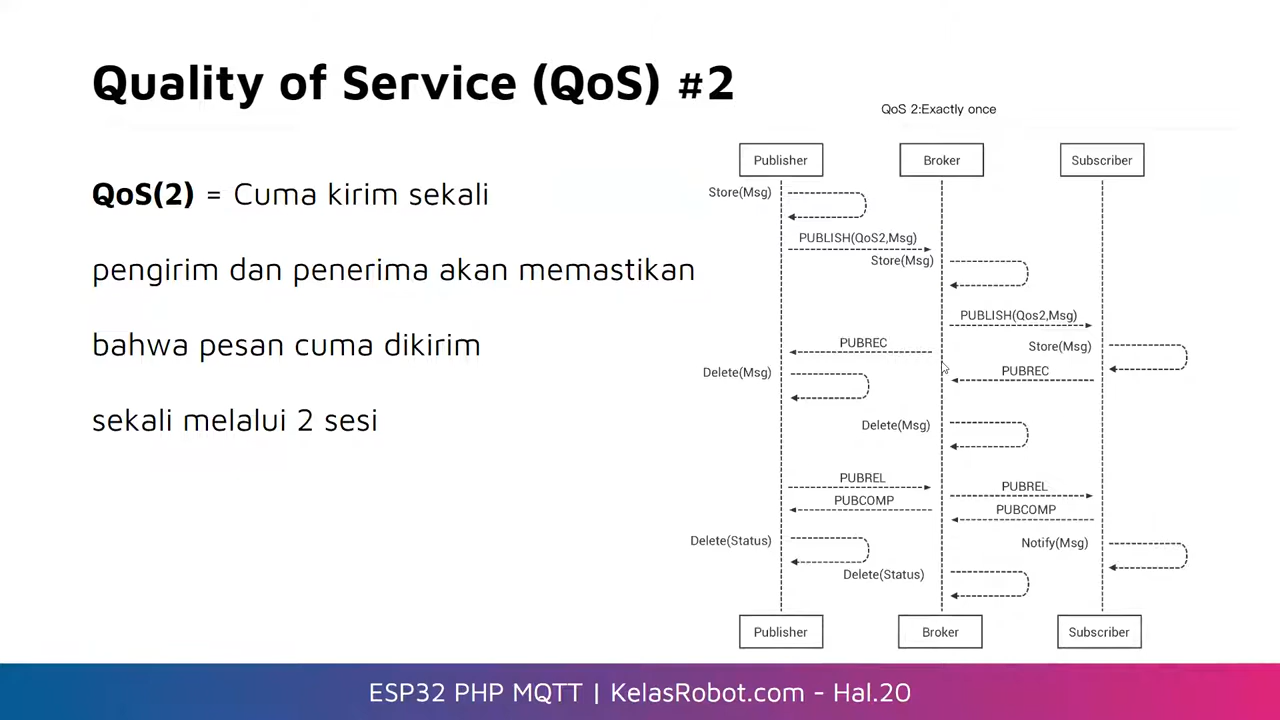 Quality of Service (QoS) #2
QoS(2) = Cuma kirim sekali
pengirim dan penerima akan memastikan
bahwa pesan cuma dikirim
sekali melalui 2 sesi
QoS 2:Exactly once
Publisher
Broker
Subscriber
Store(Msg)
PUBLISH(QoS2,Msg)
Store(Msg)
PUBLISH(Qos2,Msg)
PUBREC
Store(Msg)
Delete(Msg)
PUBREC
Delete(Msg)
PUBREL
PUBREL
PUBCOMP
PUBCOMP
Delete(Status)
Notify(Msg)
Delete(Status)
Publisher
Broker
Subscriber
ESP32 PHP MQTT | KelasRobot.com - Hal.20